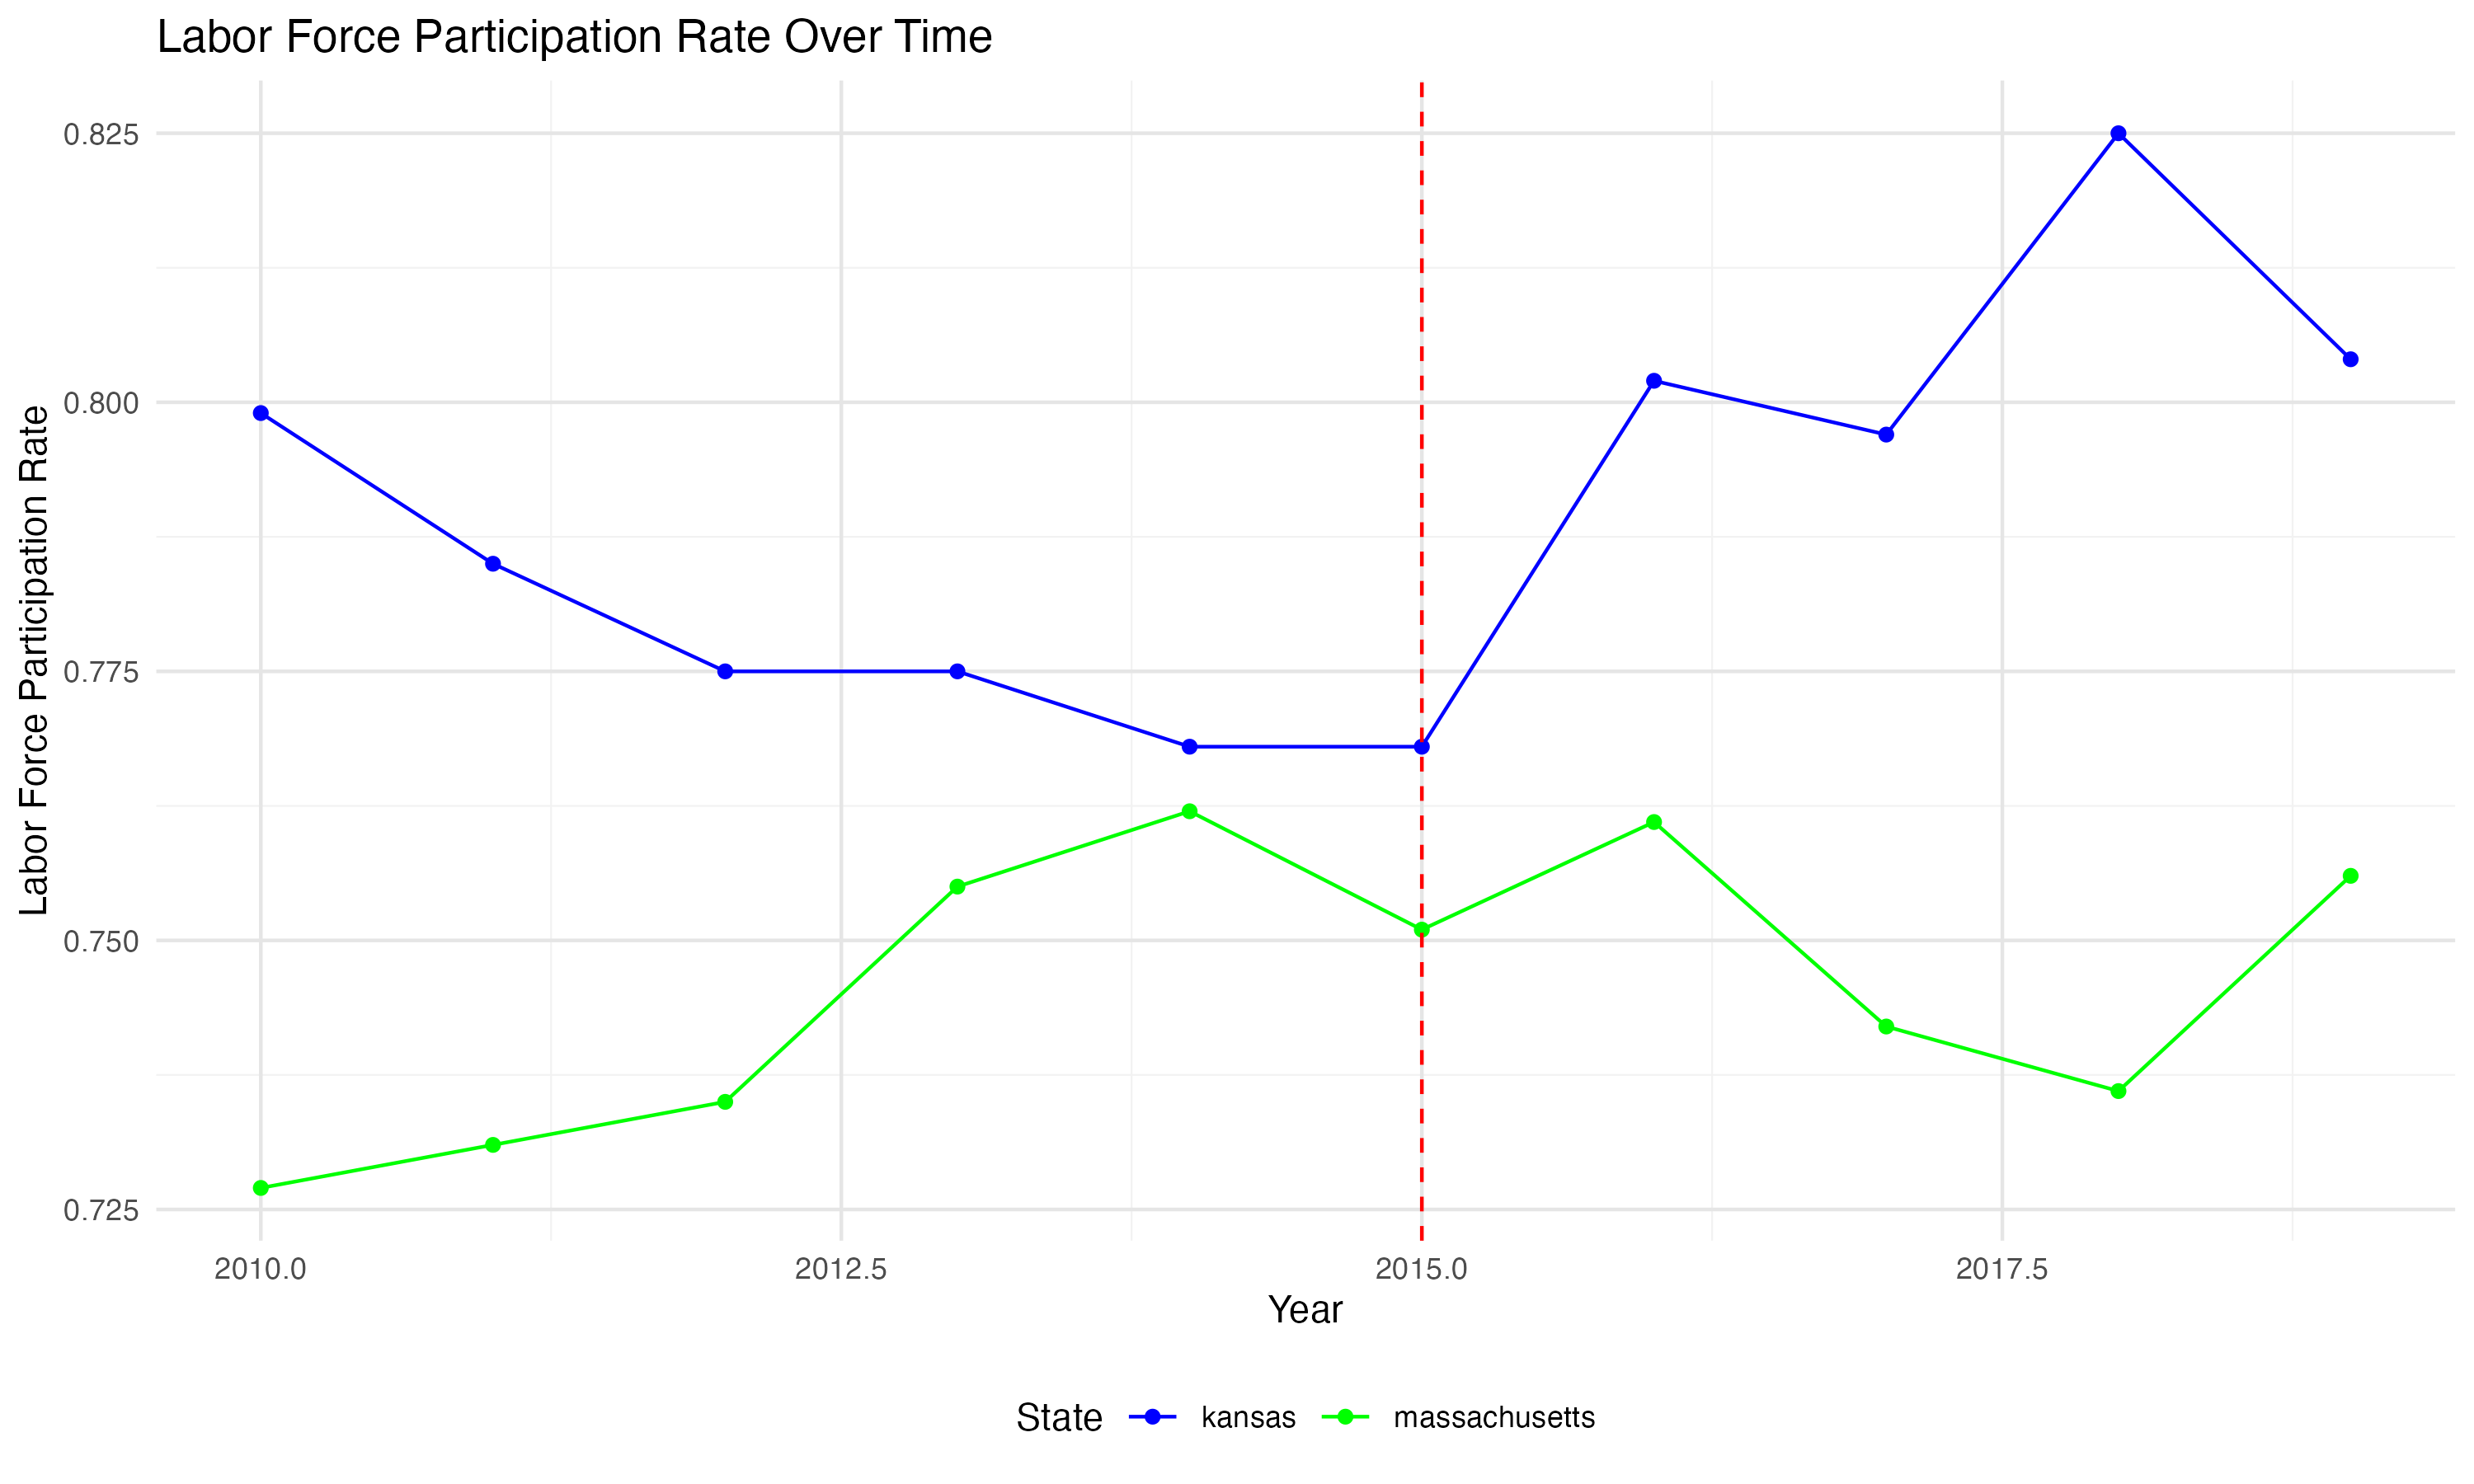 Labor Force Participation Rate Over Time
Labor Force Participation Rate
0.825
0.800
0.775
0.750
0.725
2010.0 2012.5 2015.0 2017.5
Year
State kansas massachusetts